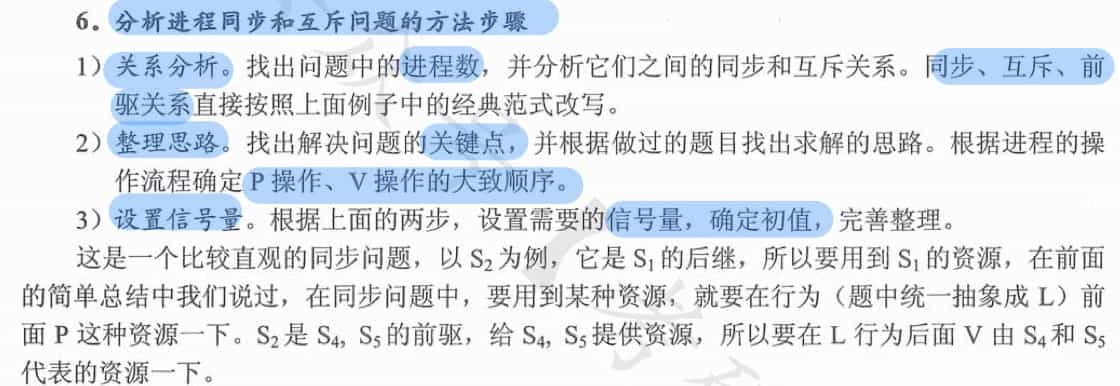 6。分析进程同步和互斥问题的方法步骤
1）关系分析。找出问题中的进程数，并分析它们之间的同步和互斥关系。同步、互斥、前
驱关系直接按照上面例子中的经典范式改写。
2）整理思路。找出解决问题的关键点，并根据做过的题目找出求解的思路。根据进程的操
作流程确定 P 操作、V 操作的大致顺序。
3）设置信号量。根据上面的两步，设置需要的信号量，确定初值，完善整理。
这是一个比较直观的同步问题，以 S₂ 为例，它是 S₁ 的后继，所以要用到 S₁ 的资源，在前面
的简单总结中我们说过，在同步问题中，要用到某种资源，就要在行为（题中统一抽象成 L）前
面 P 这种资源一下。S₂ 是 S₄, S₅ 的前驱，给 S₄, S₅ 提供资源，所以要在 L 行为后面 V 由 S₄ 和 S₅
代表的资源一下。